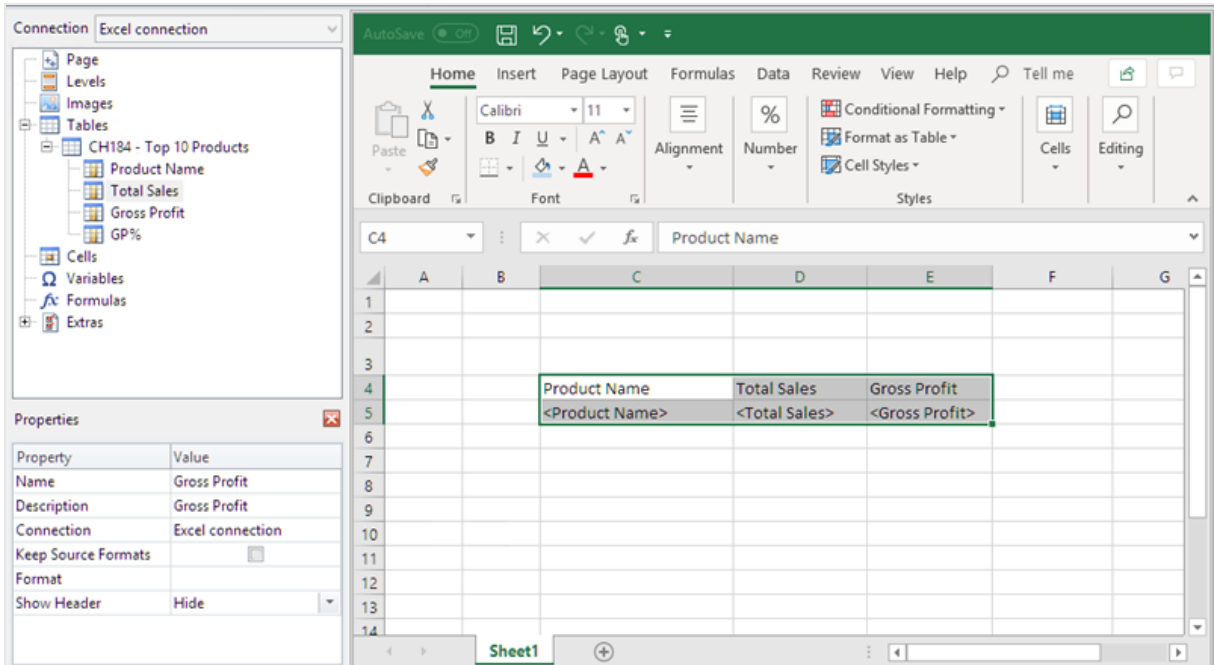 Connection Excel connection
Page
Levels
Images
Tables
CH184 - Top 10 Products
Product Name
Total Sales
Gross Profit
GP%
Cells
Variables
Formulas
Extras
Properties
Property Value
Name Gross Profit
Description Gross Profit
Connection Excel connection
Keep Source Formats
Format
Show Header Hide
AutoSave Off
Home Insert Page Layout Formulas Data Review View Help Tell me
Paste
Clipboard
Calibri 11
B I U A A
A
Font
Alignment
%
Number
Conditional Formatting
Format as Table
Cell Styles
Styles
Cells
Editing
C4 fx Product Name
A B C D E F G
1
2
3
4 Product Name Total Sales Gross Profit
5 <Product Name> <Total Sales> <Gross Profit>
6
7
8
9
10
11
12
13
14
Sheet1